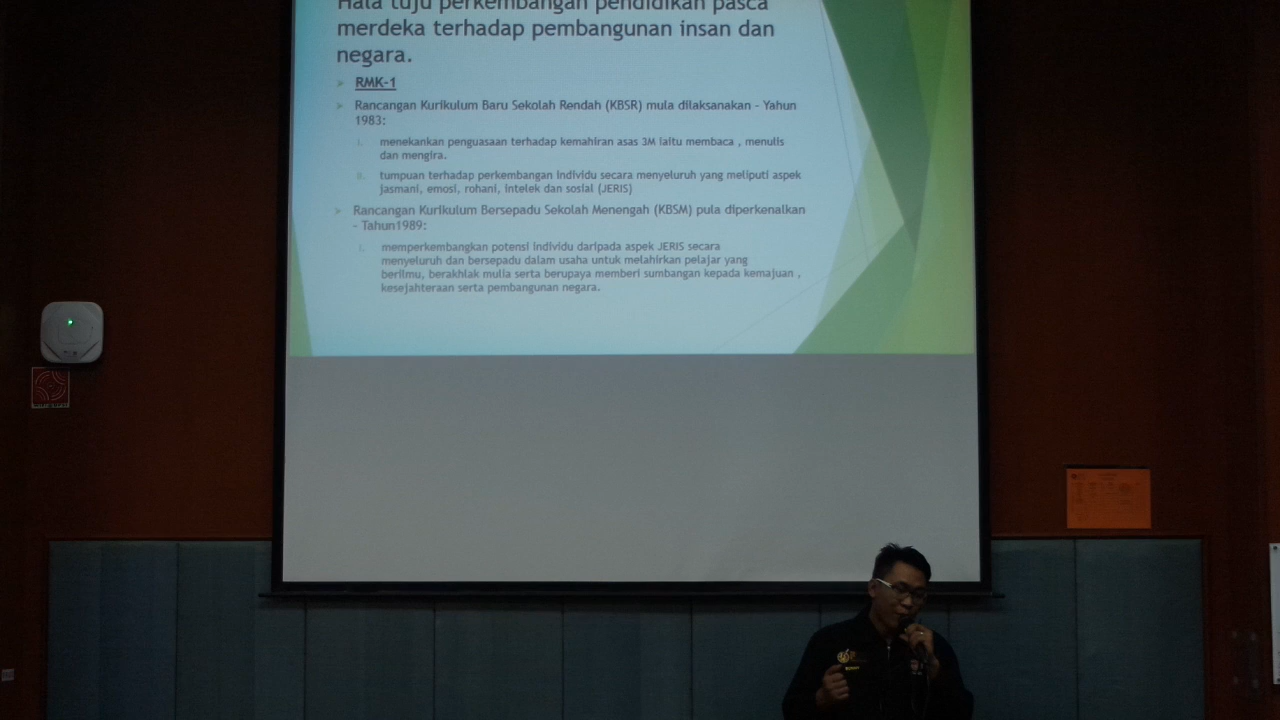 Hala tuju perkembangan pendidikan pasca
merdeka terhadap pembangunan insan dan
negara.
RMK-1
Rancangan Kurikulum Baru Sekolah Rendah (KBSR) mula dilaksanakan - Yahun
1983:
i. menekankan penguasaan terhadap kemahiran asas 3M iaitu membaca , menulis
dan mengira.
ii. tumpuan terhadap perkembangan individu secara menyeluruh yang meliputi aspek
jasmani, emosi, rohani, intelek dan sosial (JERIS)
Rancangan Kurikulum Bersepadu Sekolah Menengah (KBSM) pula diperkenalkan
- Tahun1989:
i. memperkembangkan potensi individu daripada aspek JERIS secara
menyeluruh dan bersepadu dalam usaha untuk melahirkan pelajar yang
berilmu, berakhlak mulia serta berupaya memberi sumbangan kepada kemajuan ,
kesejahteraan serta pembangunan negara.